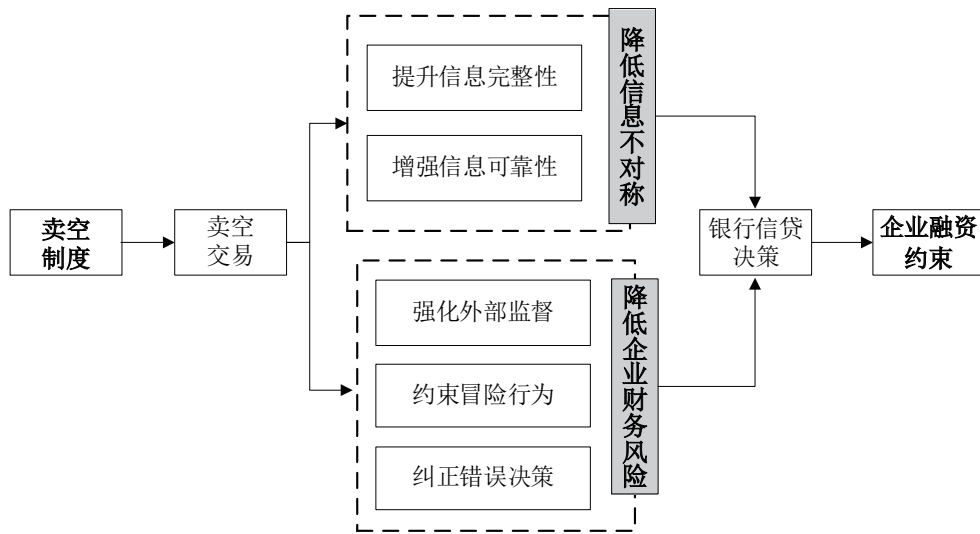 卖空
制度
卖空
交易
提升信息完整性
增强信息可靠性
降低信息不对称
强化外部监督
约束冒险行为
纠正错误决策
降低企业财务风险
银行信贷
决策
企业融资
约束